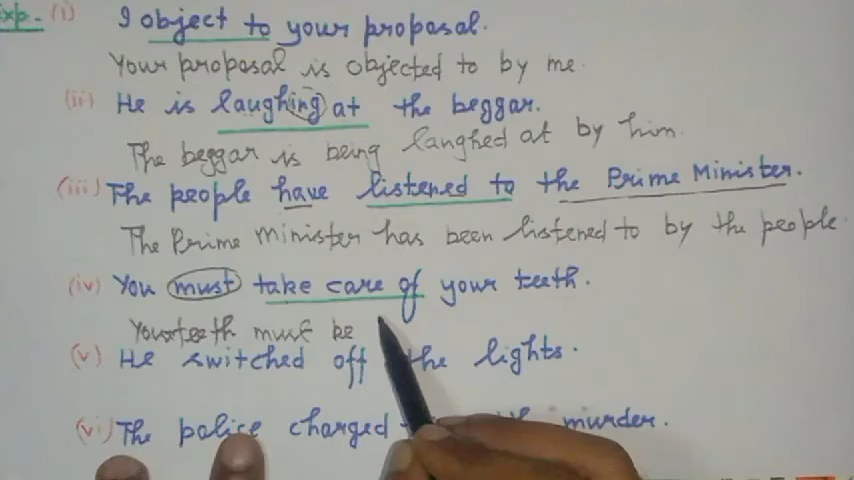 Exp. (i) I object to your proposal.
Your proposal is objected to by me.
(ii) He is laughing at the beggar.
The beggar is being laughed at by him.
(iii) The people have listened to the Prime Minister.
The Prime Minister has been listened to by the people.
(iv) You must take care of your teeth.
Your teeth must be
(v) He switched off the lights.
(vi) The police charged murder.